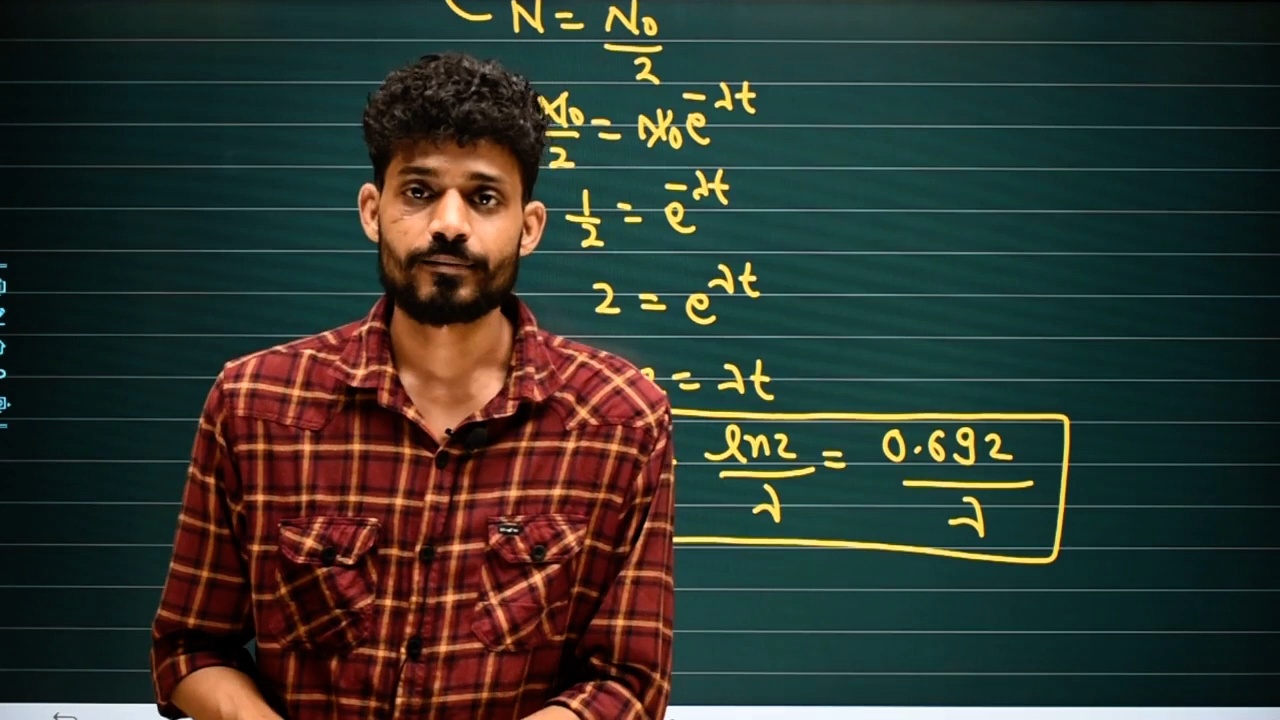 N = N₀/2
N₀/2 = N₀e^-λt
1/2 = e^-λt
2 = e^λt
= λt
ln2/λ = 0.692/λ